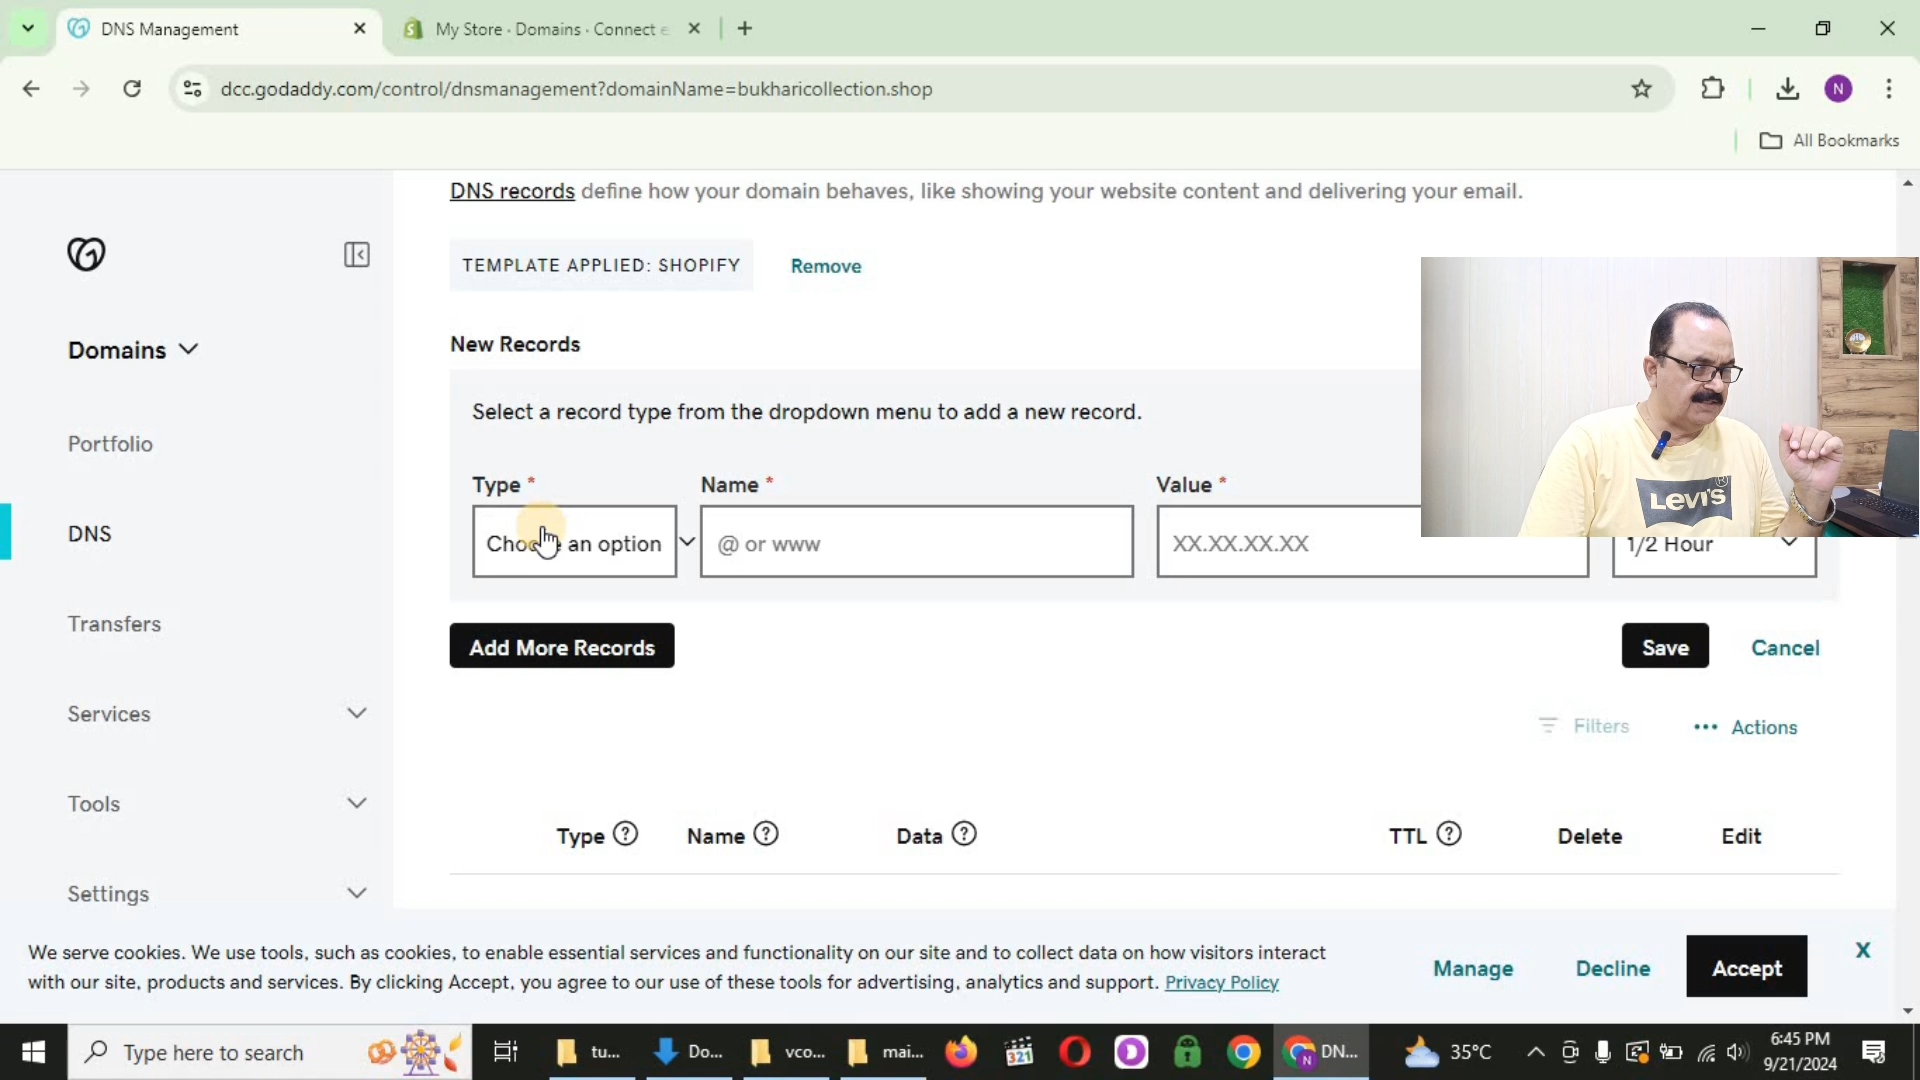 DNS Management
My Store · Domains · Connect e
dcc.godaddy.com/control/dnsmanagement?domainName=bukharicollection.shop
N
All Bookmarks
DNS records define how your domain behaves, like showing your website content and delivering your email.
TEMPLATE APPLIED: SHOPIFY
Remove
Domains
Portfolio
DNS
Transfers
Services
Tools
Settings
New Records
Select a record type from the dropdown menu to add a new record.
Type *
Name *
Value *
Choose an option
@ or www
XX.XX.XX.XX
1/2 Hour
LEVI'S
Add More Records
Save
Cancel
Filters
Actions
Type ?
Name ?
Data ?
TTL ?
Delete
Edit
We serve cookies. We use tools, such as cookies, to enable essential services and functionality on our site and to collect data on how visitors interact
with our site, products and services. By clicking Accept, you agree to our use of these tools for advertising, analytics and support. Privacy Policy
Manage
Decline
Accept
X
Type here to search
tu...
Do...
vco...
mai...
321
N
DN...
35°C
6:45 PM
9/21/2024